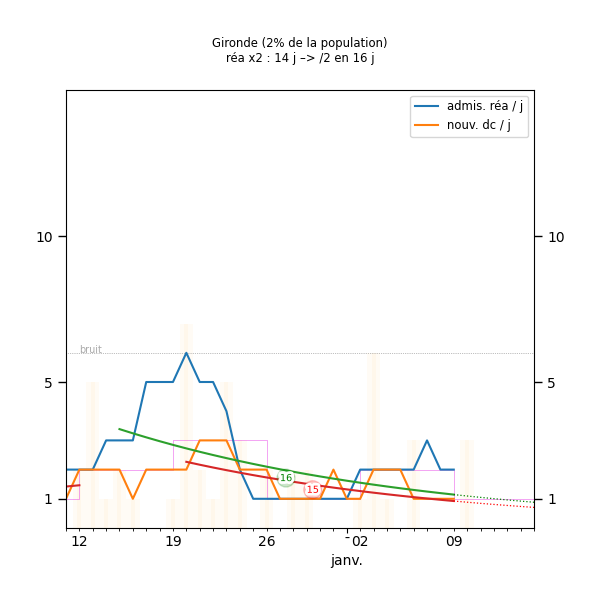 Gironde (2% de la population)
réa x2 : 14 j –> /2 en 16 j
admis. réa / j
nouv. dc / j
10
10
bruit
5
5
16
15
1
1
12
19
26
02
09
janv.